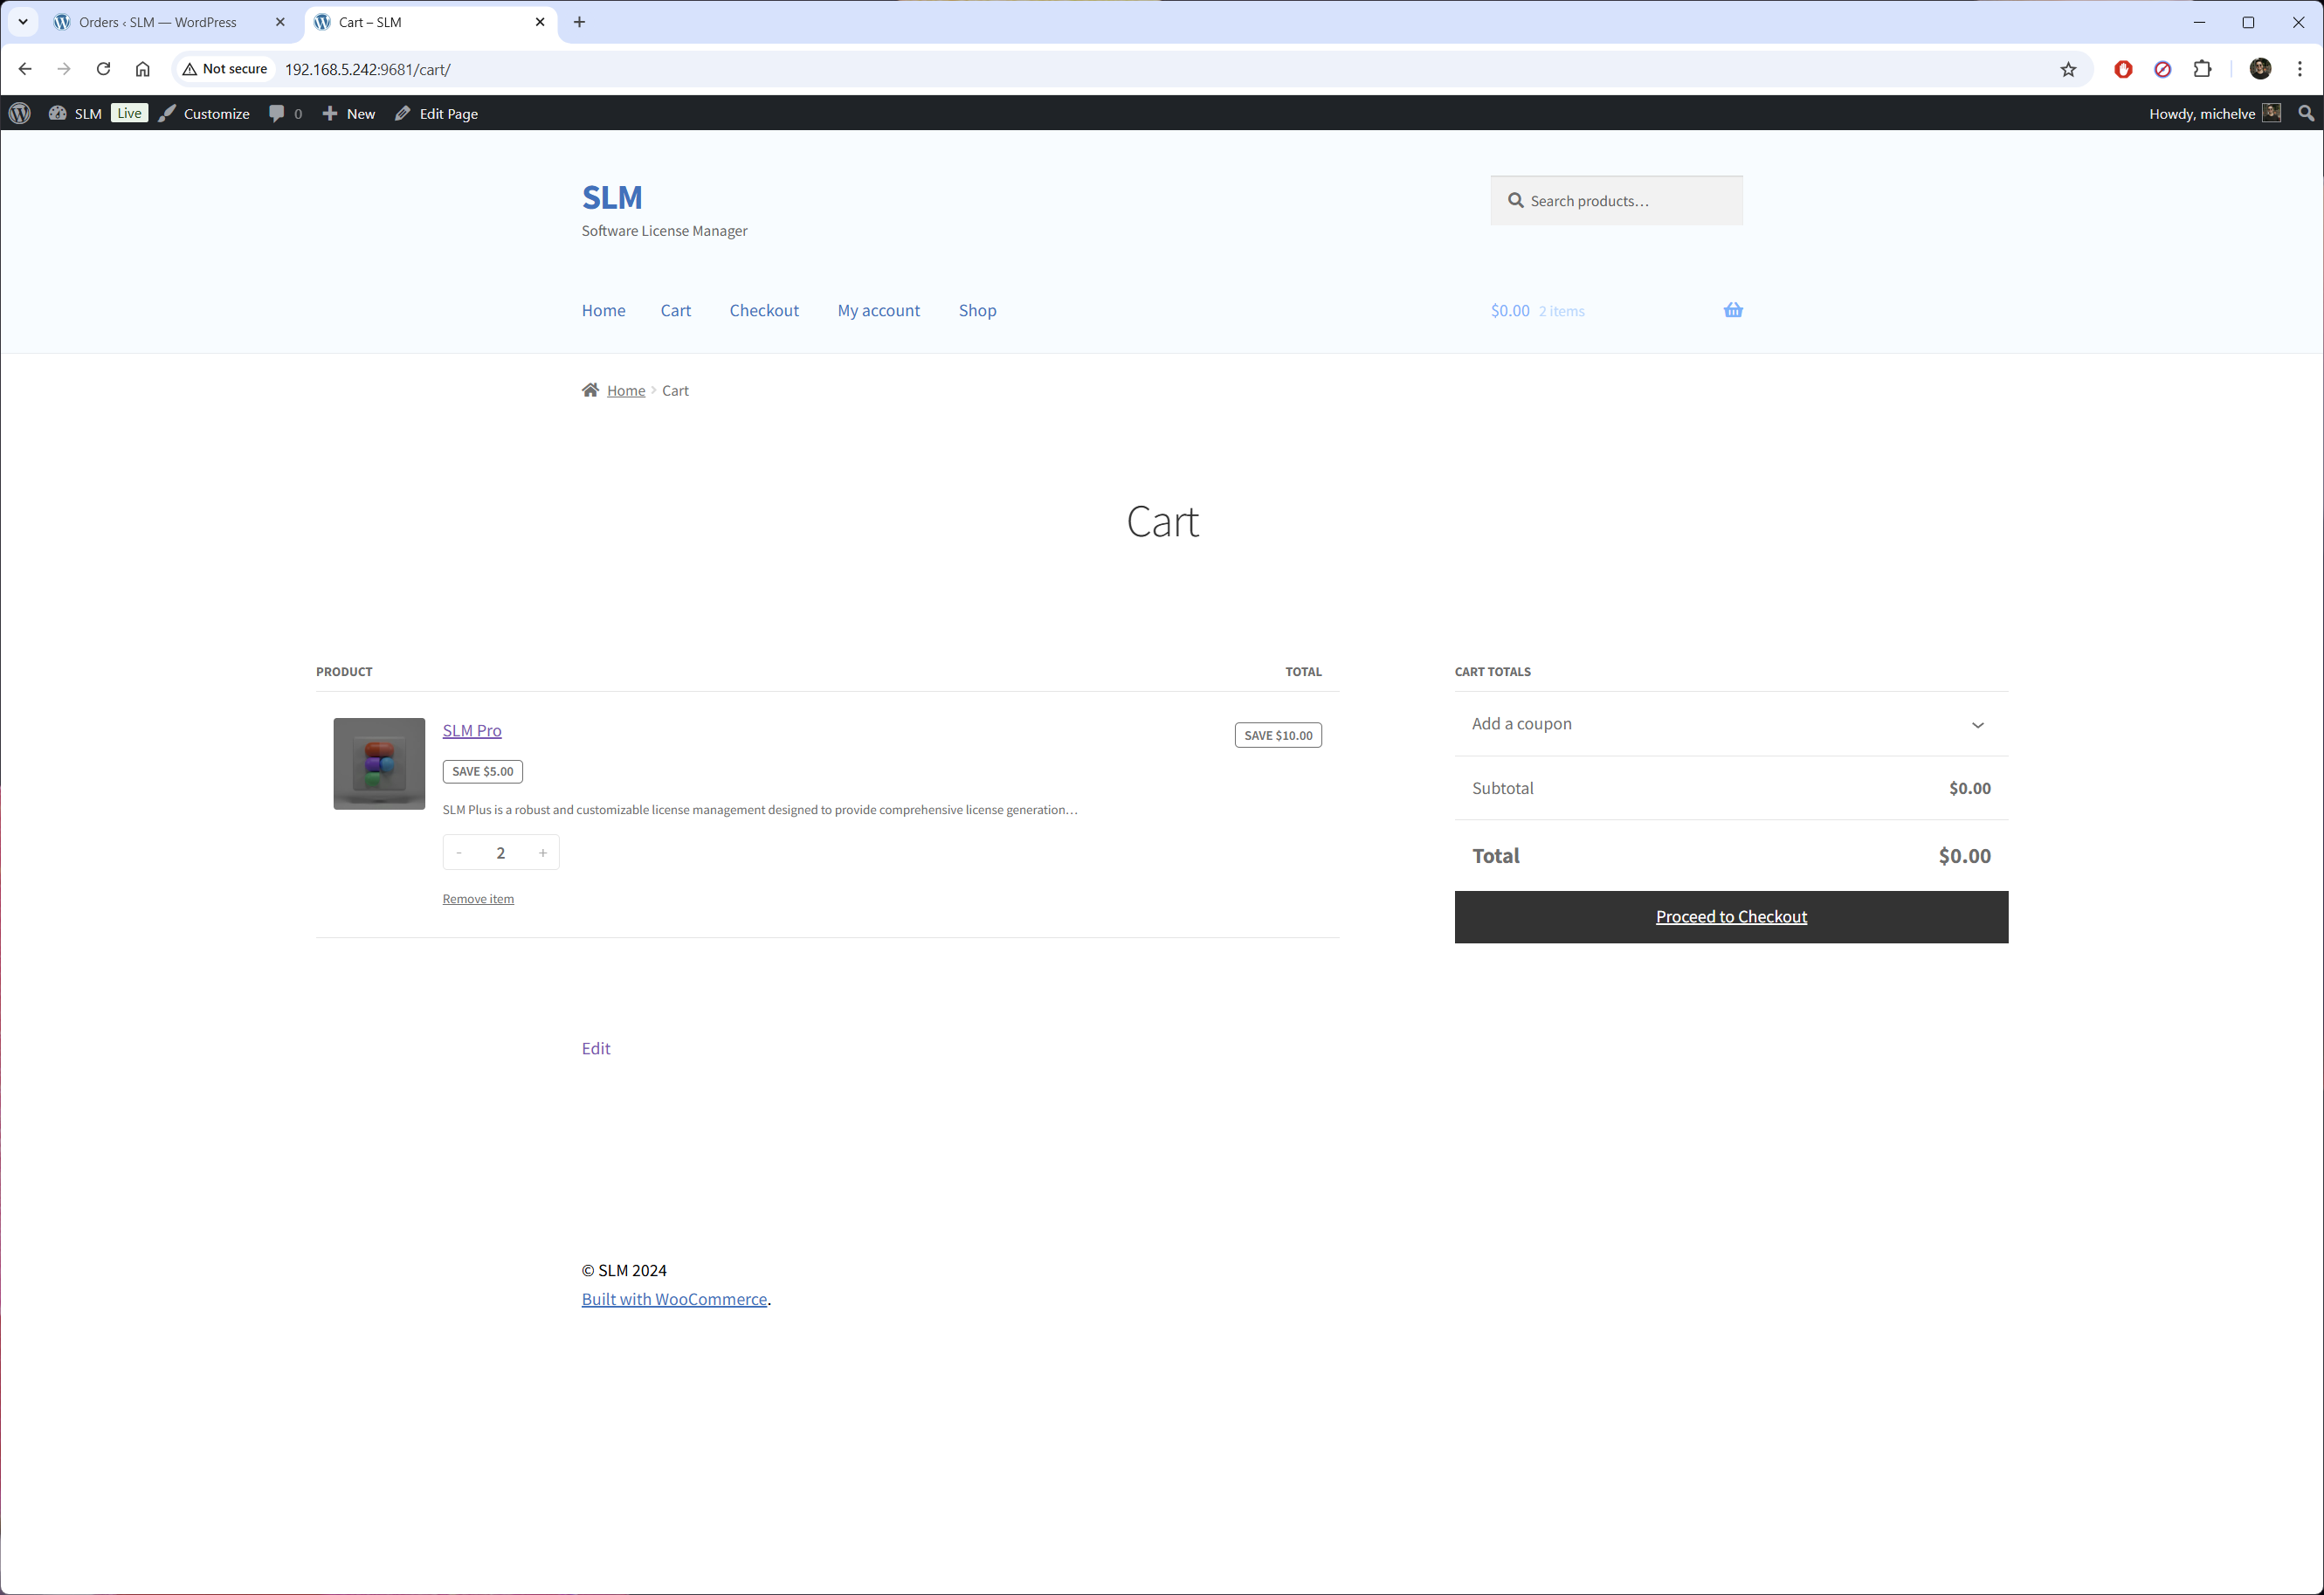 Orders ‹ SLM — WordPress
Cart – SLM
Not secure
192.168.5.242:9681/cart/
SLM
Live
Customize
0
New
Edit Page
Howdy, michelve
SLM
Software License Manager
Search products…
Home
Cart
Checkout
My account
Shop
$0.00 2 items
Home
Cart
Cart
PRODUCT
TOTAL
SLM Pro
SAVE $10.00
SAVE $5.00
SLM Plus is a robust and customizable license management designed to provide comprehensive license generation…
- 2 +
Remove item
CART TOTALS
Add a coupon
Subtotal
$0.00
Total
$0.00
Proceed to Checkout
Edit
© SLM 2024
Built with WooCommerce.